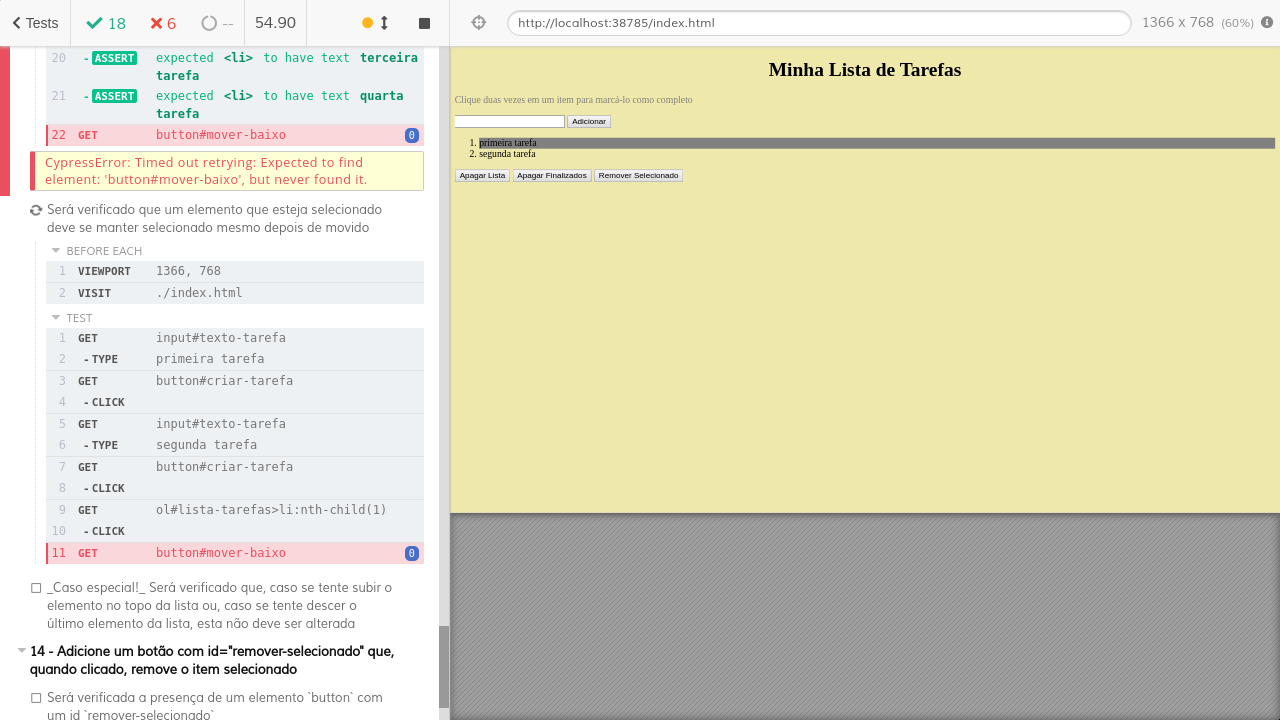 Tests
18
6
--
54.90
http://localhost:38785/index.html
1366 x 768 (60%)
20 - ASSERT expected <li> to have text terceira
tarefa
21 - ASSERT expected <li> to have text quarta
tarefa
22 GET button#mover-baixo 0
CypressError: Timed out retrying: Expected to find
element: 'button#mover-baixo', but never found it.
Será verificado que um elemento que esteja selecionado
deve se manter selecionado mesmo depois de movido
BEFORE EACH
1 VIEWPORT 1366, 768
2 VISIT ./index.html
TEST
1 GET input#texto-tarefa
2 - TYPE primeira tarefa
3 GET button#criar-tarefa
4 - CLICK
5 GET input#texto-tarefa
6 - TYPE segunda tarefa
7 GET button#criar-tarefa
8 - CLICK
9 GET ol#lista-tarefas>li:nth-child(1)
10 - CLICK
11 GET button#mover-baixo 0
_Caso especial!_ Será verificado que, caso se tente subir o
elemento no topo da lista ou, caso se tente descer o
último elemento da lista, esta não deve ser alterada
14 - Adicione um botão com id="remover-selecionado" que,
quando clicado, remove o item selecionado
Será verificada a presença de um elemento `button` com
um id `remover-selecionado`
Minha Lista de Tarefas
Clique duas vezes em um item para marcá-lo como completo
Adicionar
1. primeira tarefa
2. segunda tarefa
Apagar Lista Apagar Finalizados Remover Selecionado